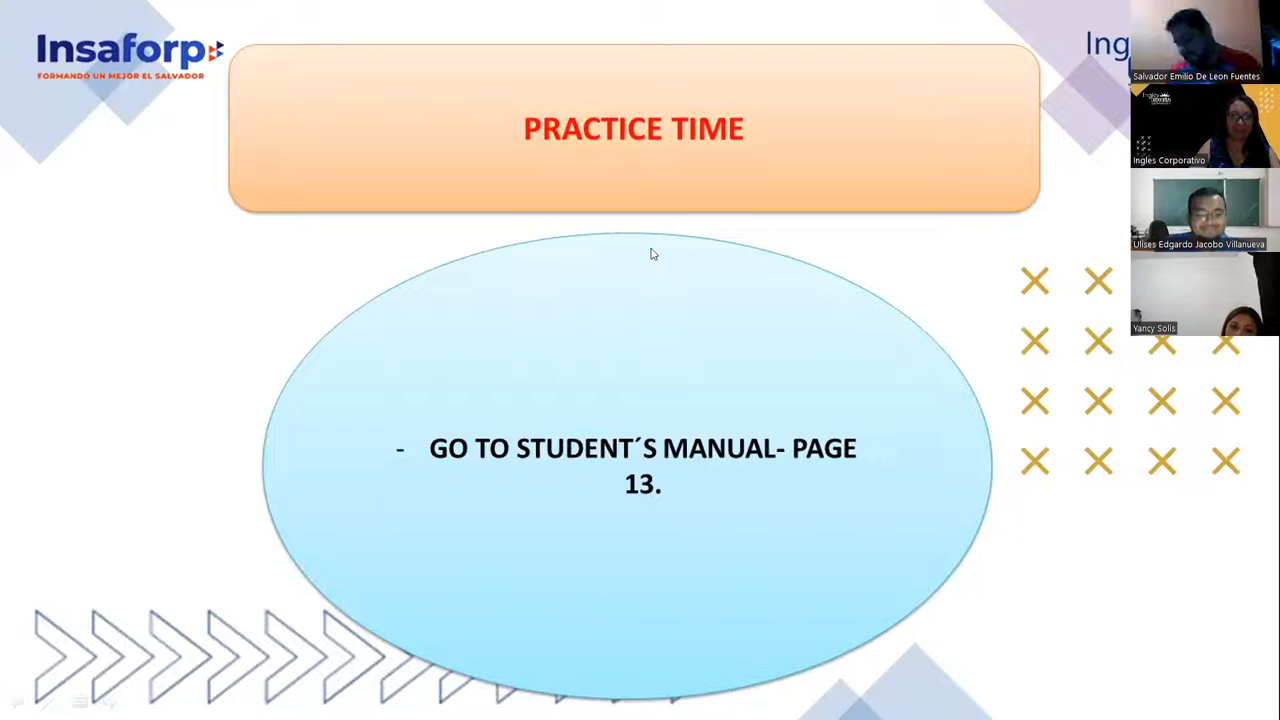 Insaforp
FORMANDO UN MEJOR EL SALVADOR
Ing
PRACTICE TIME
- GO TO STUDENT´S MANUAL- PAGE
13.
Salvador Emilio De Leon Fuentes
Ingles Corporativo
Ulises Edgardo Jacobo Villanueva
Yancy Solis